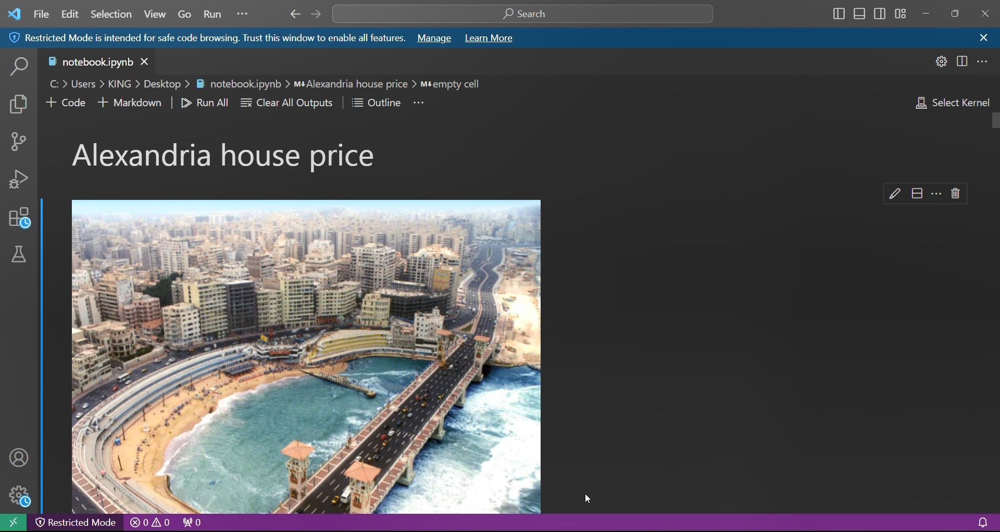 File Edit Selection View Go Run ··· Search
Restricted Mode is intended for safe code browsing. Trust this window to enable all features. Manage Learn More
notebook.ipynb
C: > Users > KING > Desktop > notebook.ipynb > M↓Alexandria house price > M↓empty cell
+ Code + Markdown Run All Clear All Outputs Outline ··· Select Kernel
Alexandria house price
Restricted Mode 0 0 0